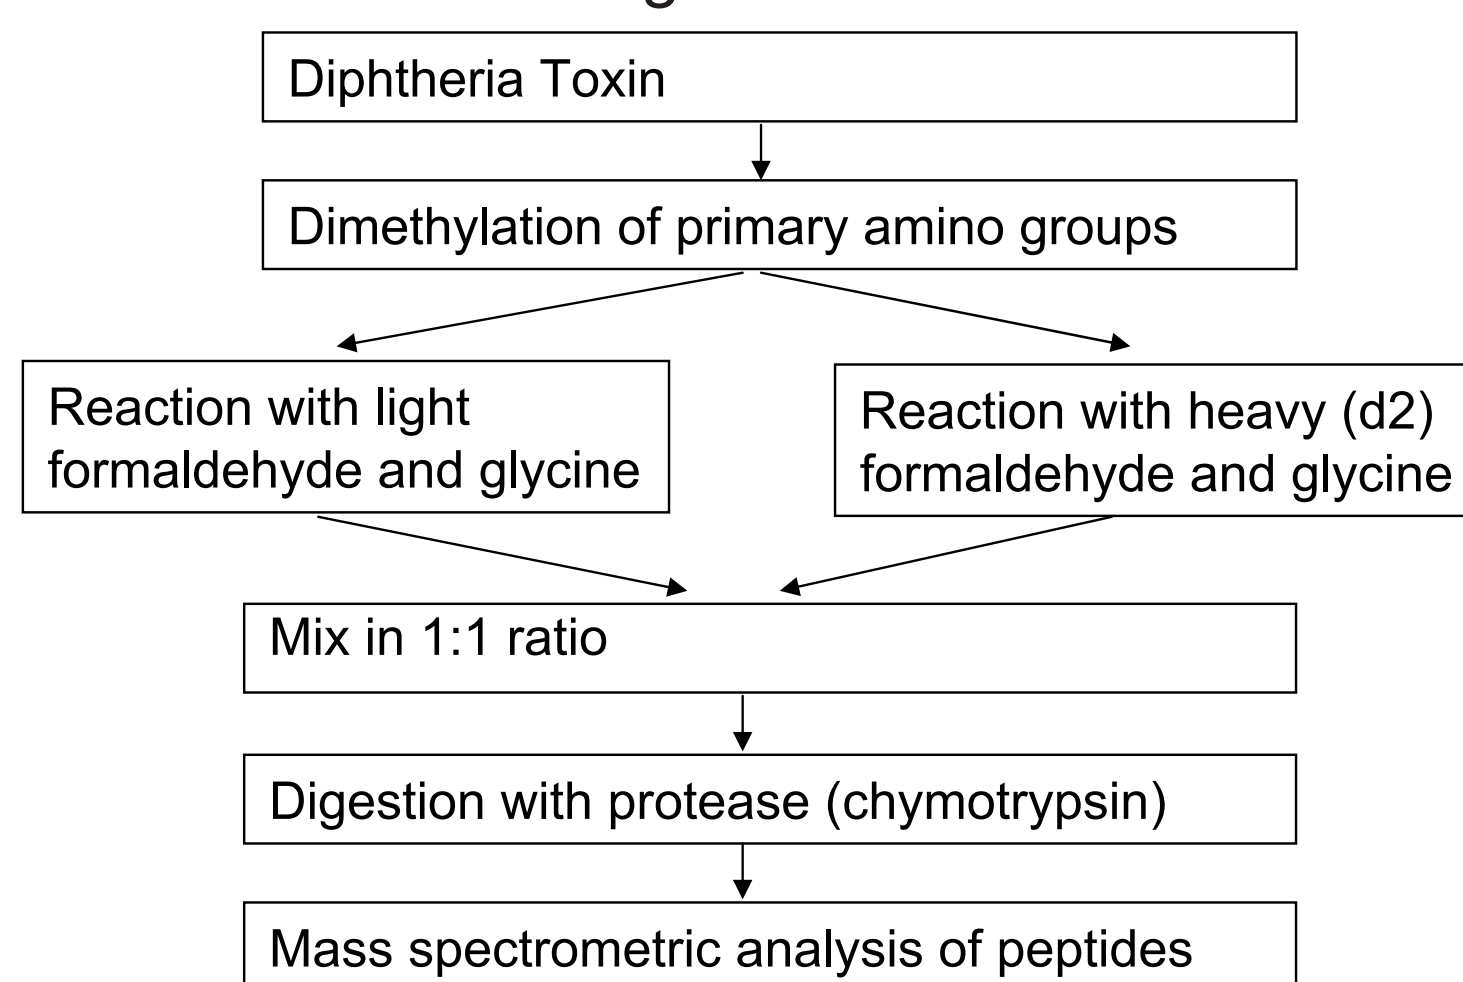 Diphtheria Toxin
Dimethylation of primary amino groups
Reaction with light
formaldehyde and glycine
Reaction with heavy (d2)
formaldehyde and glycine
Mix in 1:1 ratio
Digestion with protease (chymotrypsin)
Mass spectrometric analysis of peptides